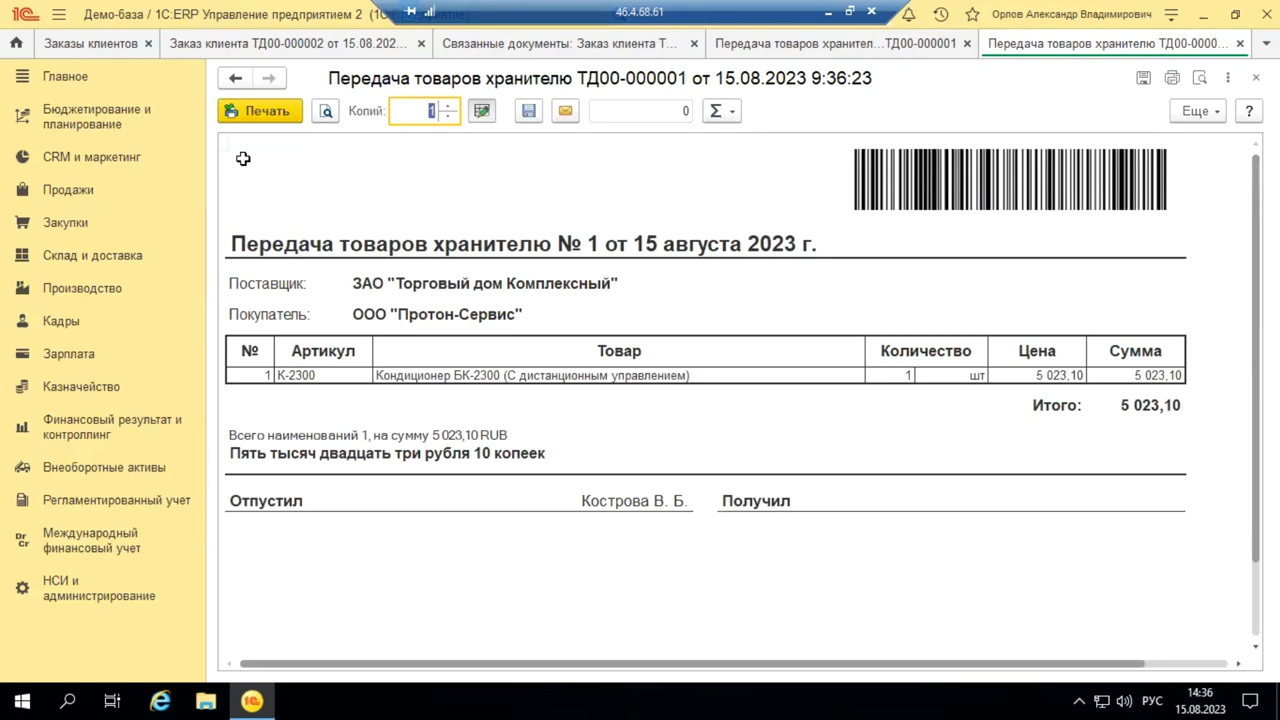 Демо-база / 1С:ERP Управление предприятием 2 (1С:Предприятие)
46.4.68.61
Орлов Александр Владимирович
Заказы клиентов
Заказ клиента ТД00-000002 от 15.08.202...
Связанные документы: Заказ клиента Т...
Передача товаров хранител...ТД00-000001
Передача товаров хранителю ТД00-0000...
Главное
Бюджетирование и
планирование
CRM и маркетинг
Продажи
Закупки
Склад и доставка
Производство
Кадры
Зарплата
Казначейство
Финансовый результат и
контроллинг
Внеоборотные активы
Регламентированный учет
Dr
Cr
Международный
финансовый учет
НСИ и
администрирование
Передача товаров хранителю ТД00-000001 от 15.08.2023 9:36:23
Печать
Копий:
1
0
Σ
Еще
?
Передача товаров хранителю № 1 от 15 августа 2023 г.
Поставщик: ЗАО "Торговый дом Комплексный"
Покупатель: ООО "Протон-Сервис"
№ Артикул Товар Количество Цена Сумма
1 К-2300 Кондиционер БК-2300 (С дистанционным управлением) 1 шт 5 023,10 5 023,10
Итого: 5 023,10
Всего наименований 1, на сумму 5 023,10 RUB
Пять тысяч двадцать три рубля 10 копеек
Отпустил Кострова В. Б. Получил
РУС
14:36
15.08.2023